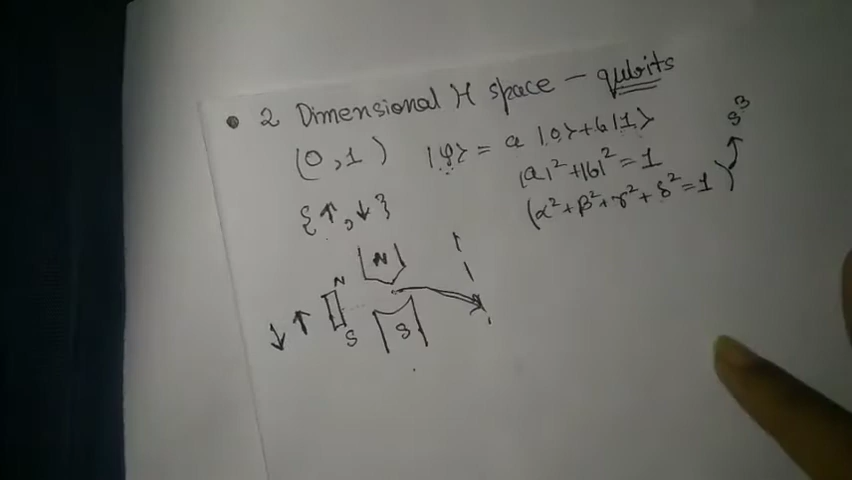 • 2 Dimensional H space – qubits
(0,1) |φ⟩ = a |0⟩+b|1⟩
|a|²+|b|²=1
(α²+β²+γ²+δ²=1) S³
{↑,↓}
N N
S S